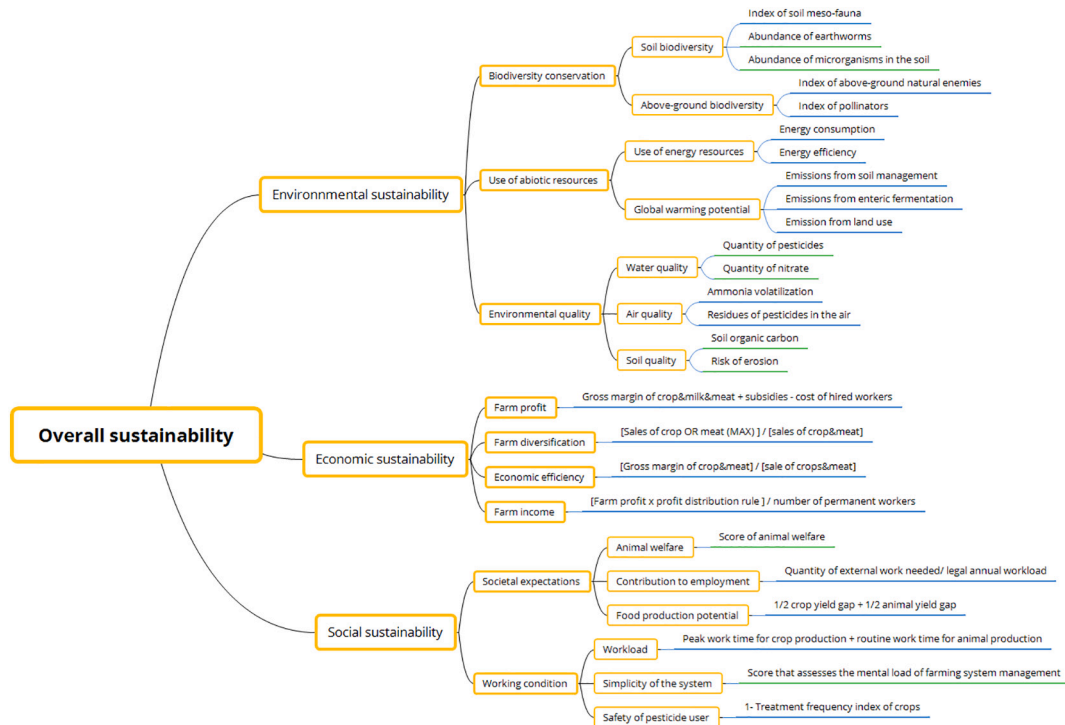 Overall sustainability
Environnmental sustainability
Biodiversity conservation
Soil biodiversity
Index of soil meso-fauna
Abundance of earthworms
Abundance of microrganisms in the soil
Above-ground biodiversity
Index of above-ground natural enemies
Index of pollinators
Use of abiotic resources
Use of energy resources
Energy consumption
Energy efficiency
Global warming potential
Emissions from soil management
Emissions from enteric fermentation
Emission from land use
Environmental quality
Water quality
Quantity of pesticides
Quantity of nitrate
Air quality
Ammonia volatilization
Residues of pesticides in the air
Soil quality
Soil organic carbon
Risk of erosion
Economic sustainability
Farm profit
Gross margin of crop&milk&meat + subsidies - cost of hired workers
Farm diversification
[Sales of crop OR meat (MAX) ] / [sales of crop&meat]
Economic efficiency
[Gross margin of crop&meat] / [sale of crops&meat]
Farm income
[Farm profit x profit distribution rule ] / number of permanent workers
Social sustainability
Societal expectations
Animal welfare
Score of animal welfare
Contribution to employment
Quantity of external work needed/ legal annual workload
Food production potential
1/2 crop yield gap + 1/2 animal yield gap
Working condition
Workload
Peak work time for crop production + routine work time for animal production
Simplicity of the system
Score that assesses the mental load of farming system management
Safety of pesticide user
1- Treatment frequency index of crops